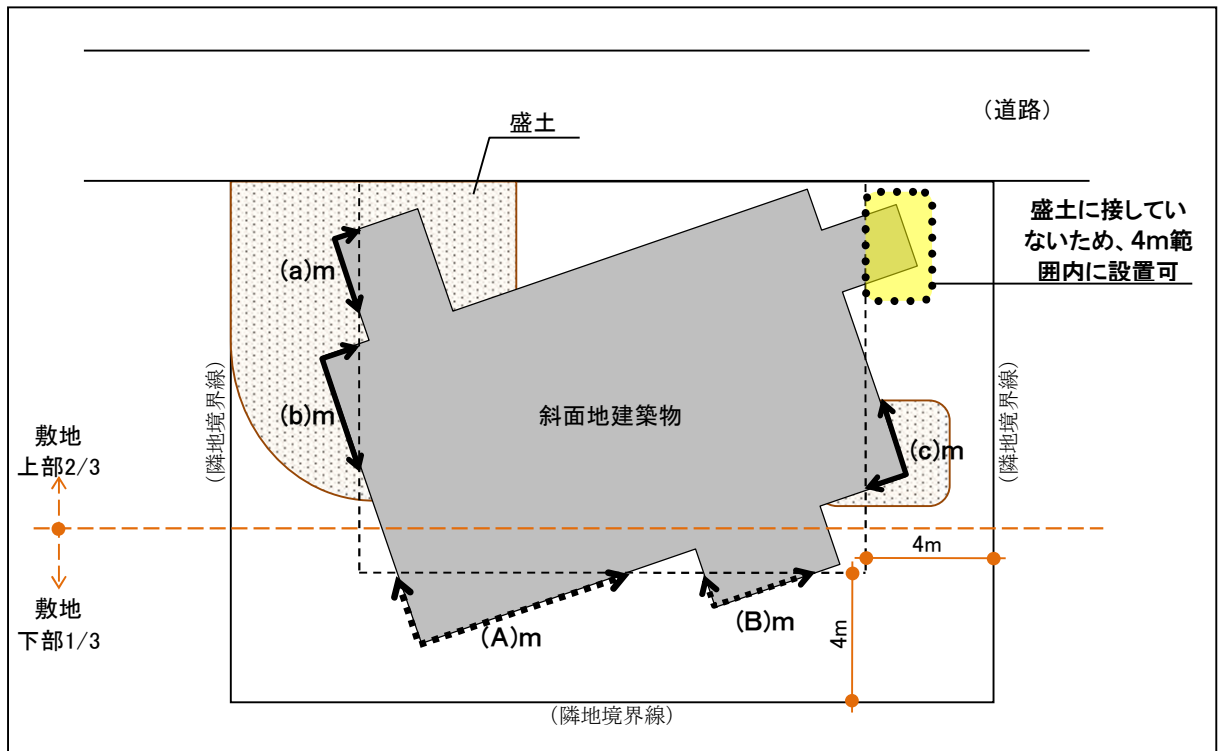 (道路)
盛土
盛土に接してい
ないため、4m範
囲内に設置可
(a)m
(b)m
斜面地建築物
(c)m
(隣地境界線)
(隣地境界線)
敷地
上部2/3
敷地
下部1/3
4m
4m
(A)m
(B)m
(隣地境界線)